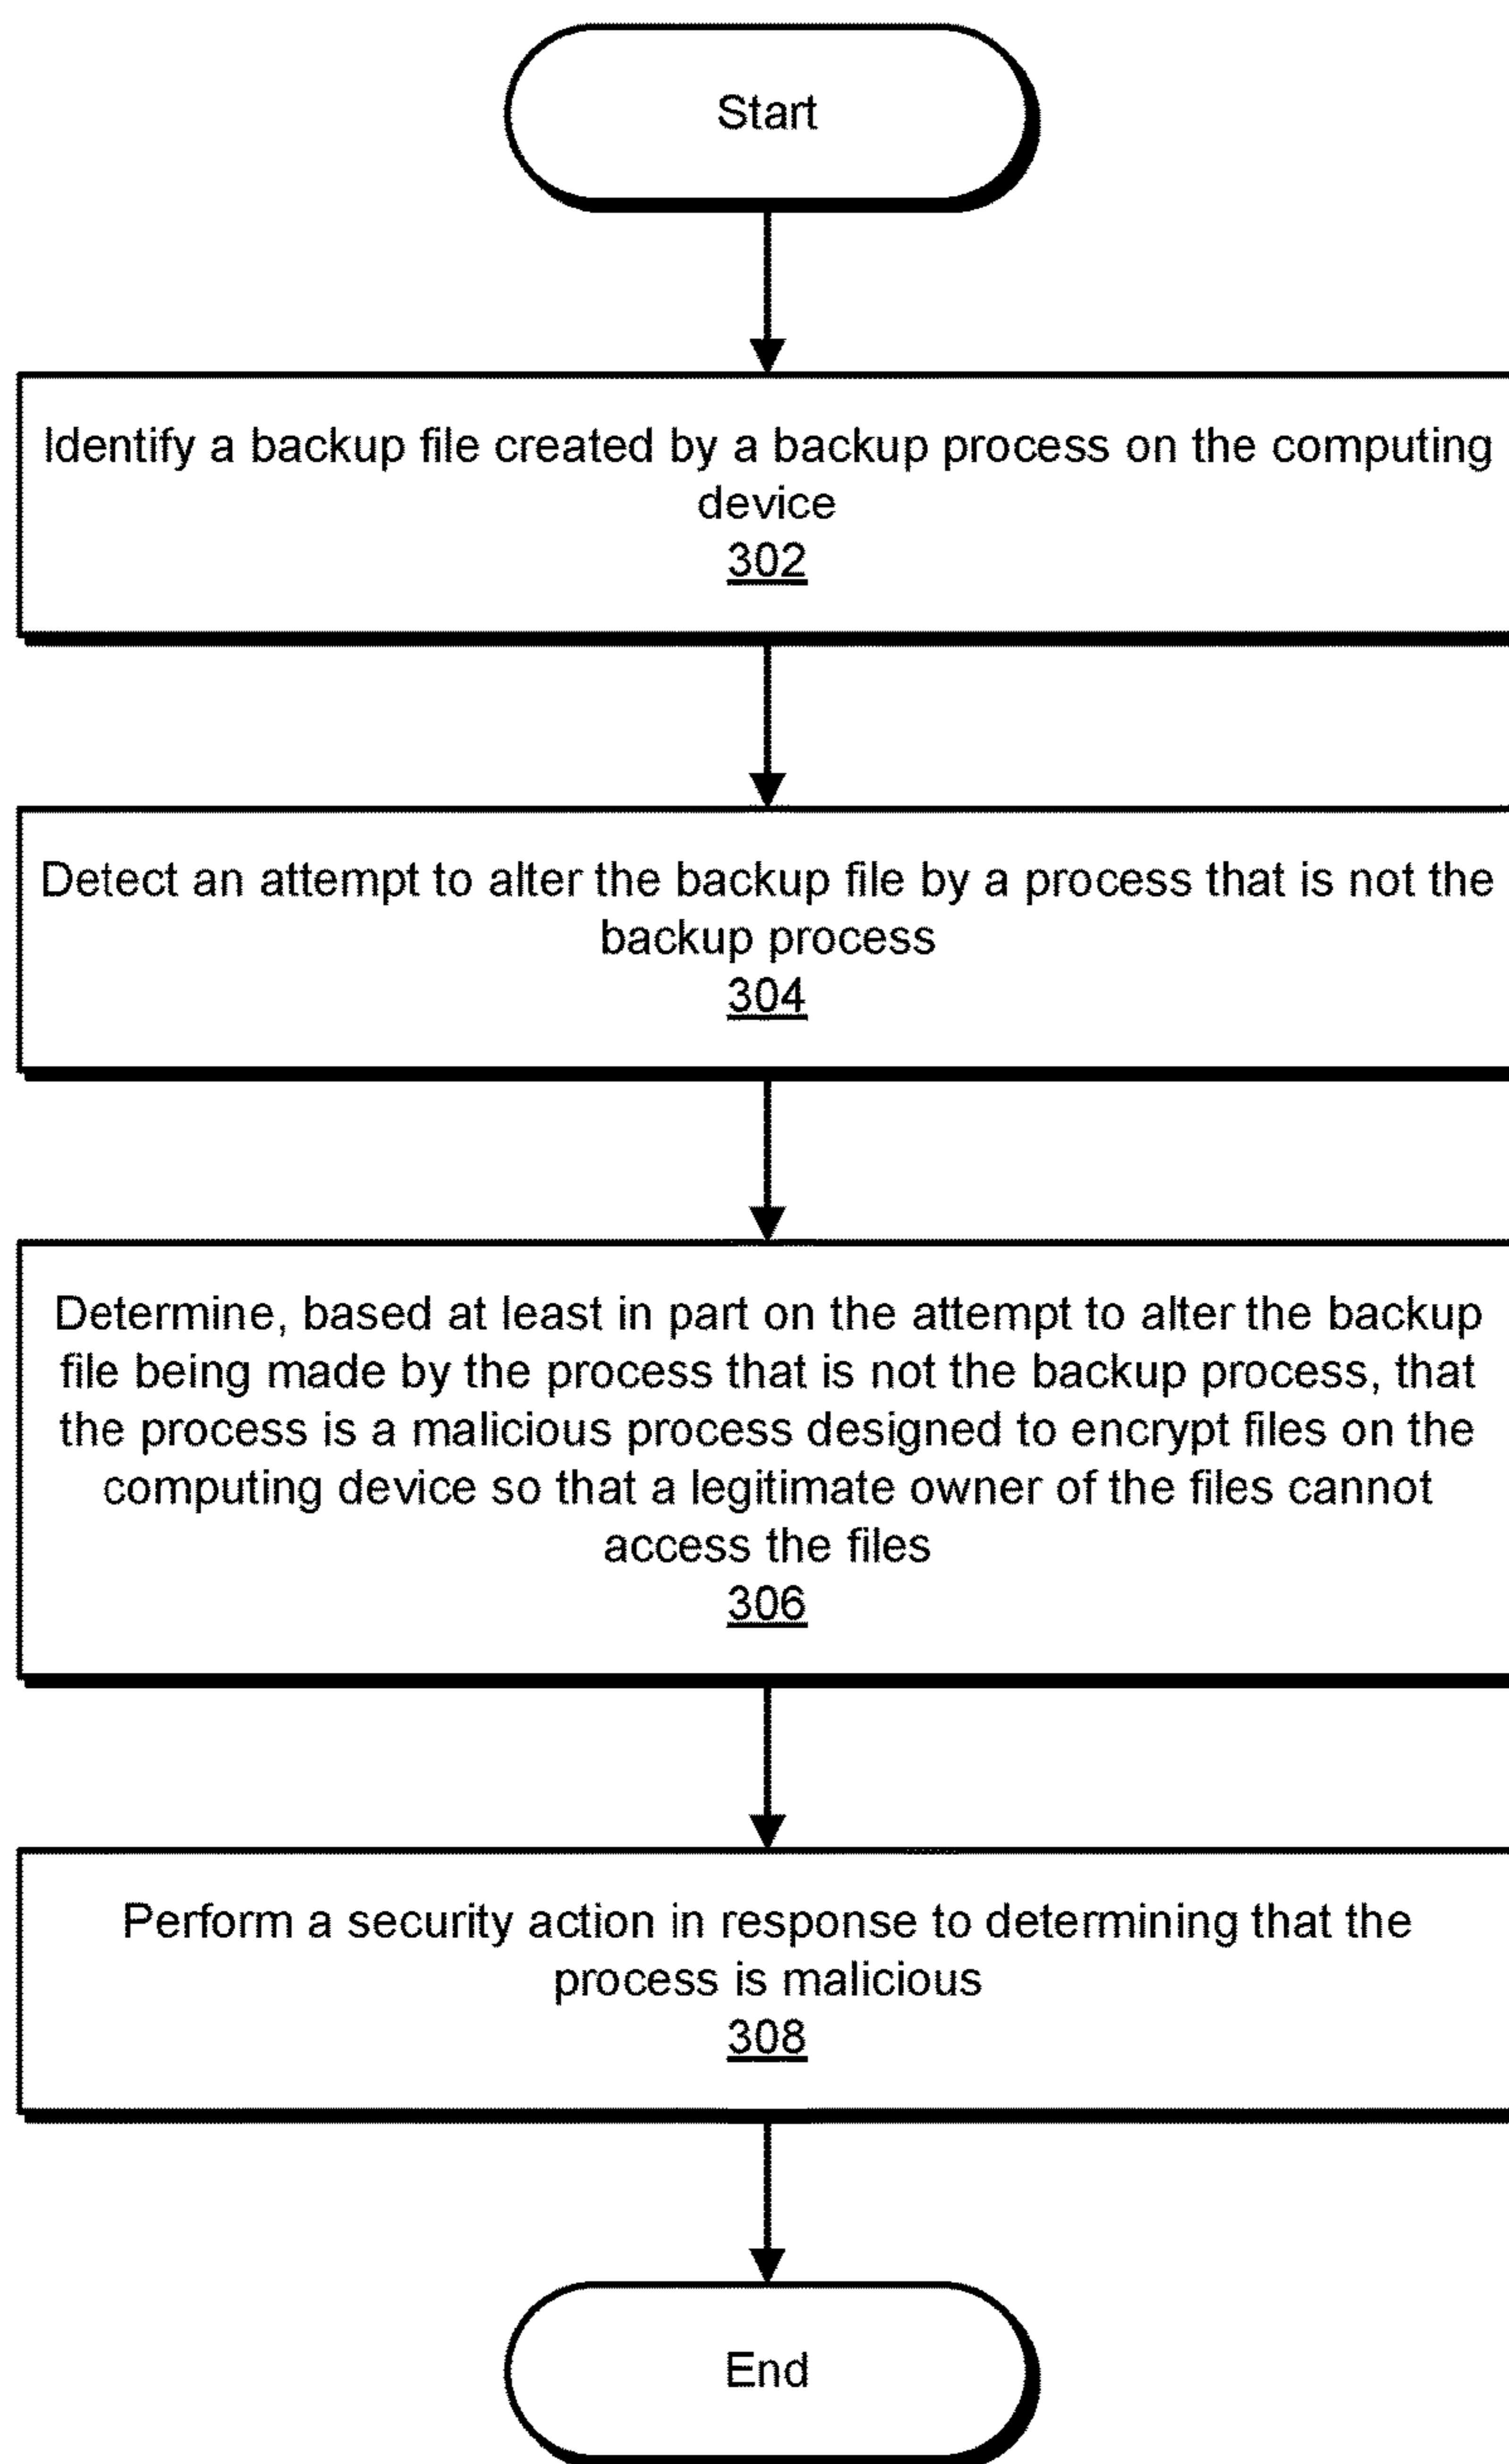 Start
Identify a backup file created by a backup process on the computing
device
302
Detect an attempt to alter the backup file by a process that is not the
backup process
304
Determine, based at least in part on the attempt to alter the backup
file being made by the process that is not the backup process, that
the process is a malicious process designed to encrypt files on the
computing device so that a legitimate owner of the files cannot
access the files
306
Perform a security action in response to determining that the
process is malicious
308
End